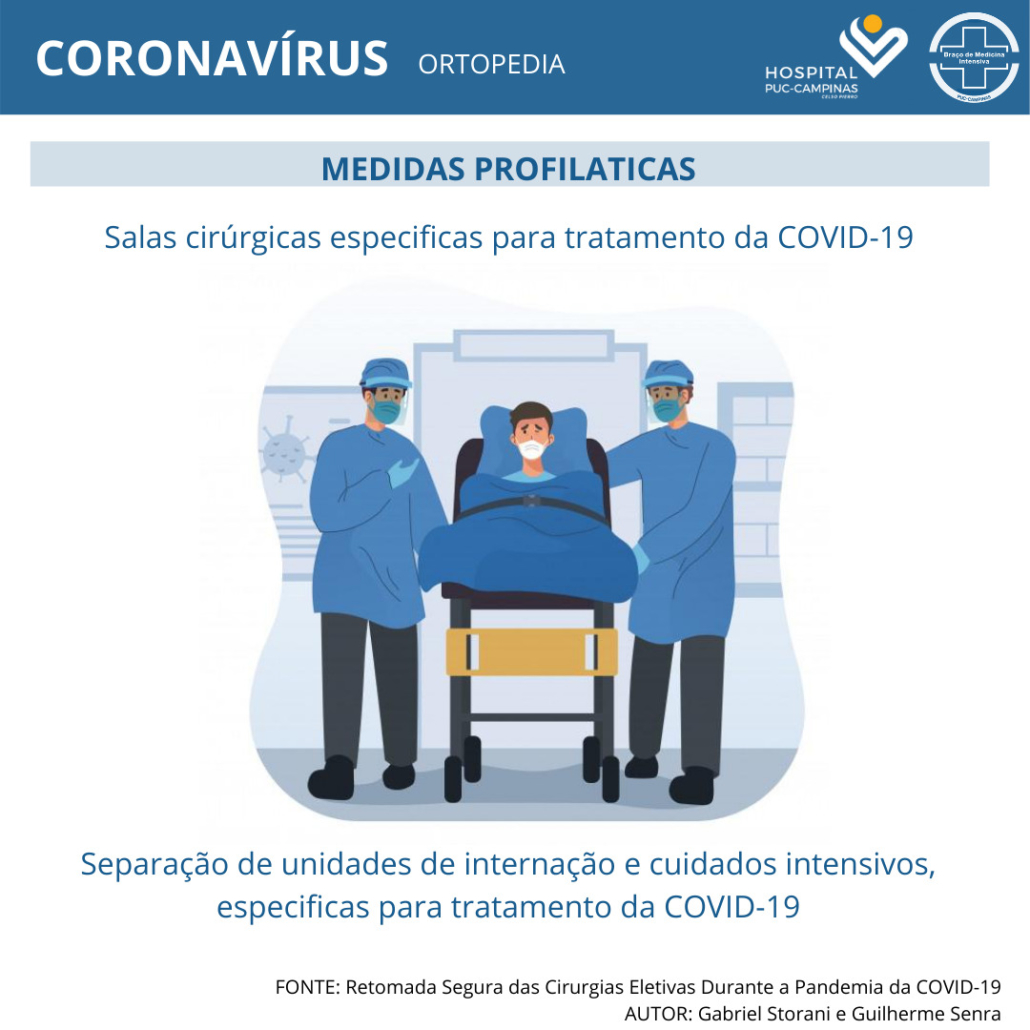 CORONAVÍRUS ORTOPEDIA
HOSPITAL
PUC-CAMPINAS
CELSO PIERRO
Braço de Medicina
Intensiva
PUC-CAMPINAS
MEDIDAS PROFILATICAS
Salas cirúrgicas especificas para tratamento da COVID-19
Separação de unidades de internação e cuidados intensivos,
especificas para tratamento da COVID-19
FONTE: Retomada Segura das Cirurgias Eletivas Durante a Pandemia da COVID-19
AUTOR: Gabriel Storani e Guilherme Senra